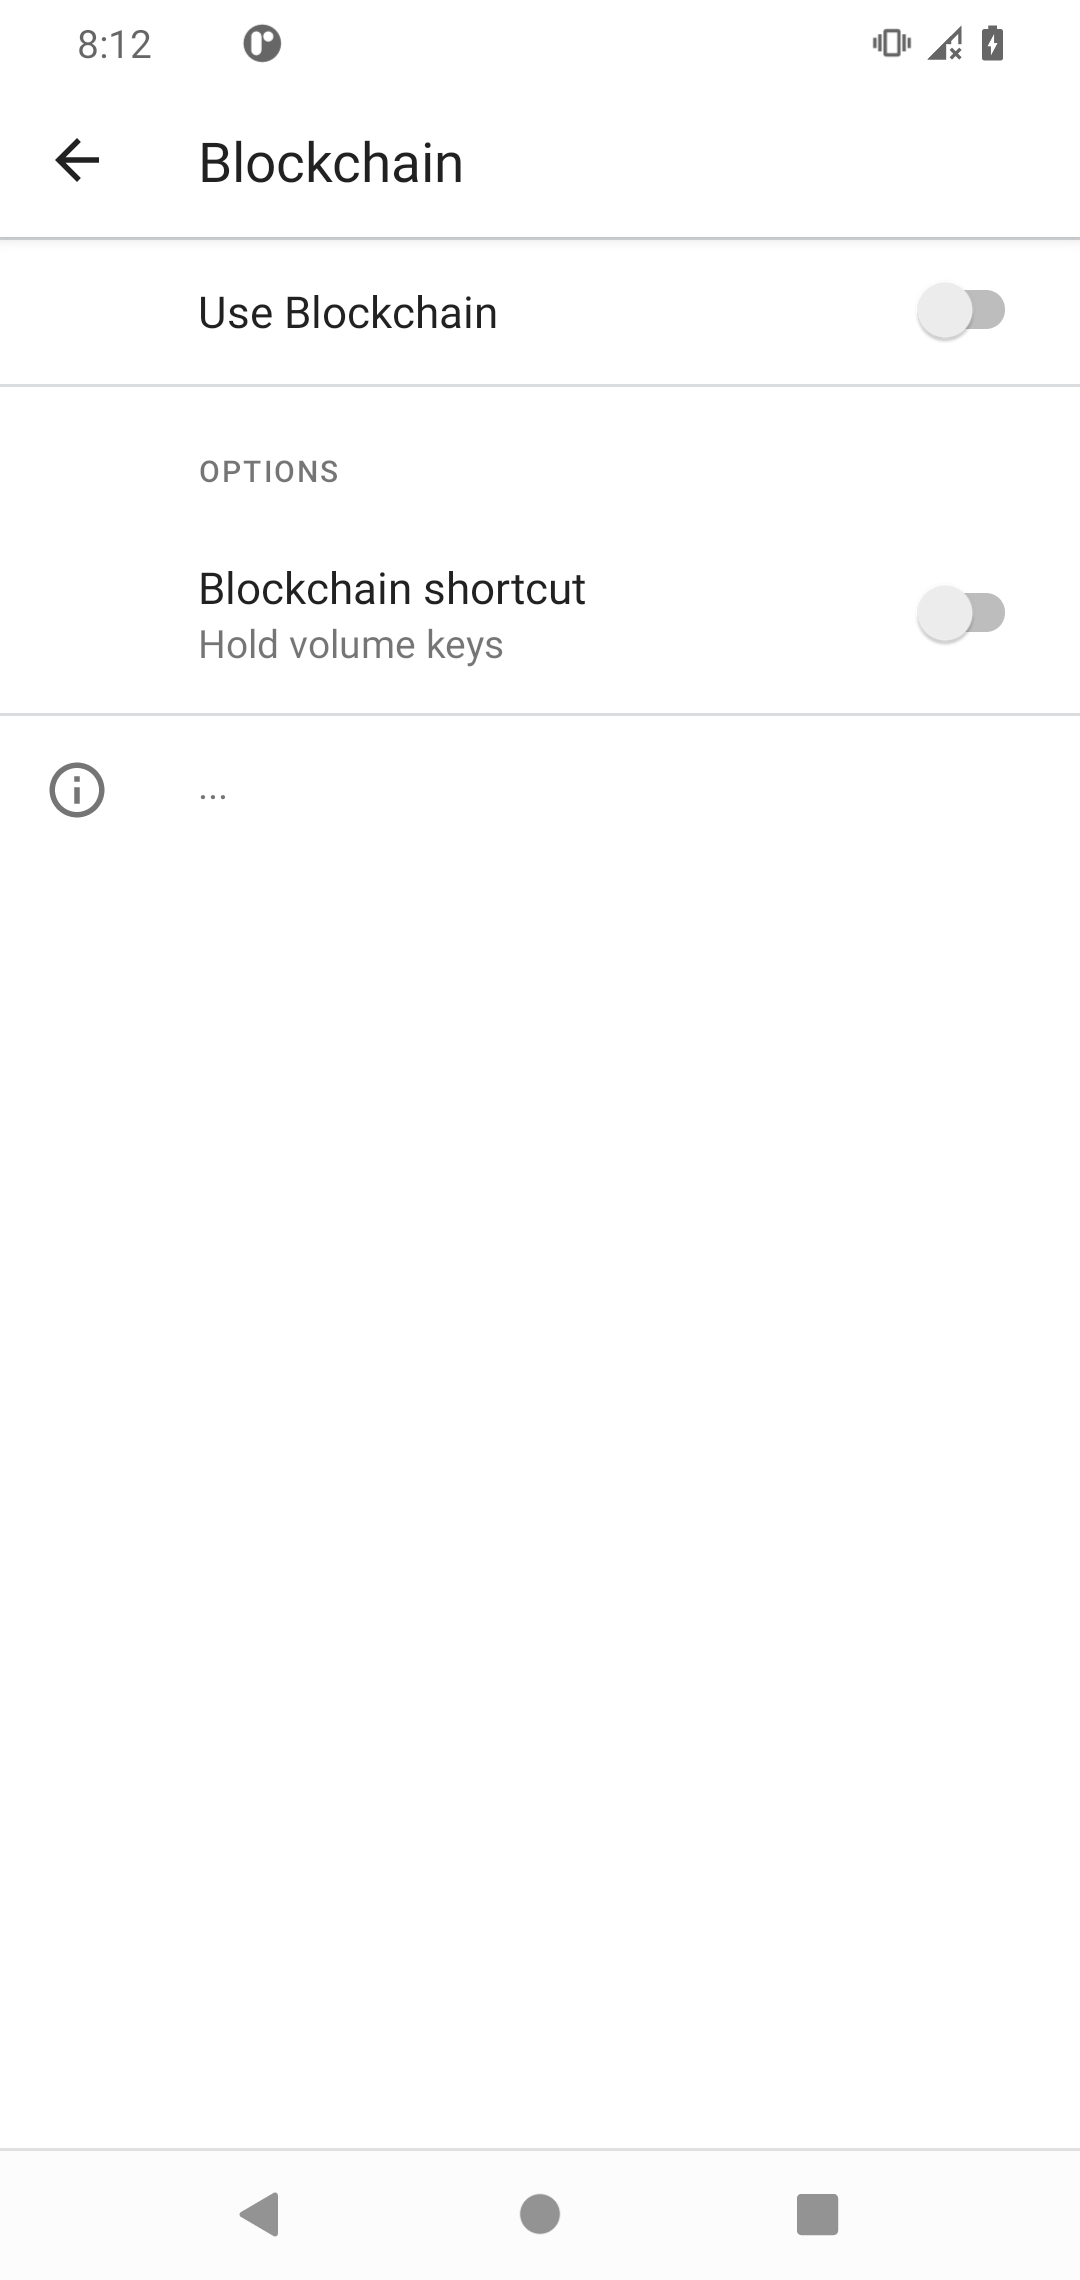 8:12
Blockchain
Use Blockchain
OPTIONS
Blockchain shortcut
Hold volume keys
...